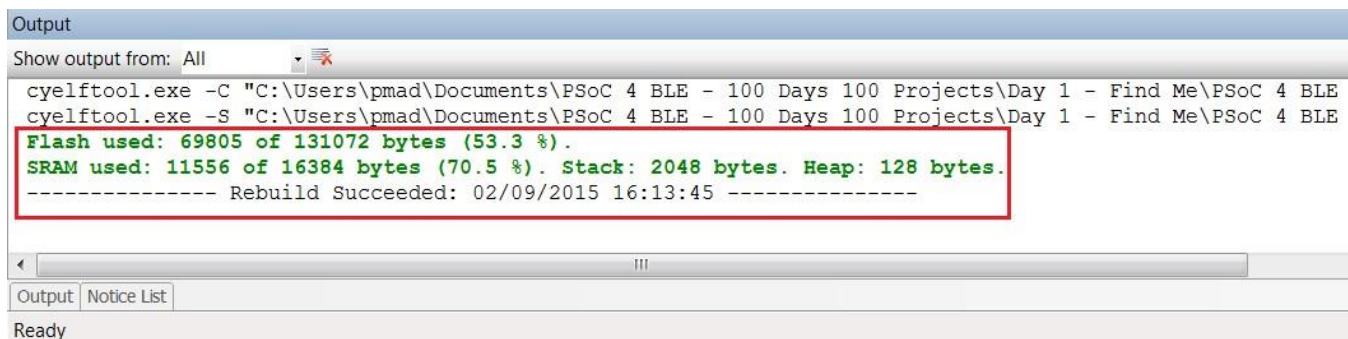 Output
Show output from: All
cyelftool.exe -C "C:\Users\pmad\Documents\PSoC 4 BLE - 100 Days 100 Projects\Day 1 - Find Me\PSoC 4 BLE
cyelftool.exe -S "C:\Users\pmad\Documents\PSoC 4 BLE - 100 Days 100 Projects\Day 1 - Find Me\PSoC 4 BLE
Flash used: 69805 of 131072 bytes (53.3 %).
SRAM used: 11556 of 16384 bytes (70.5 %). Stack: 2048 bytes. Heap: 128 bytes.
--------------- Rebuild Succeeded: 02/09/2015 16:13:45 ---------------
Output Notice List
Ready